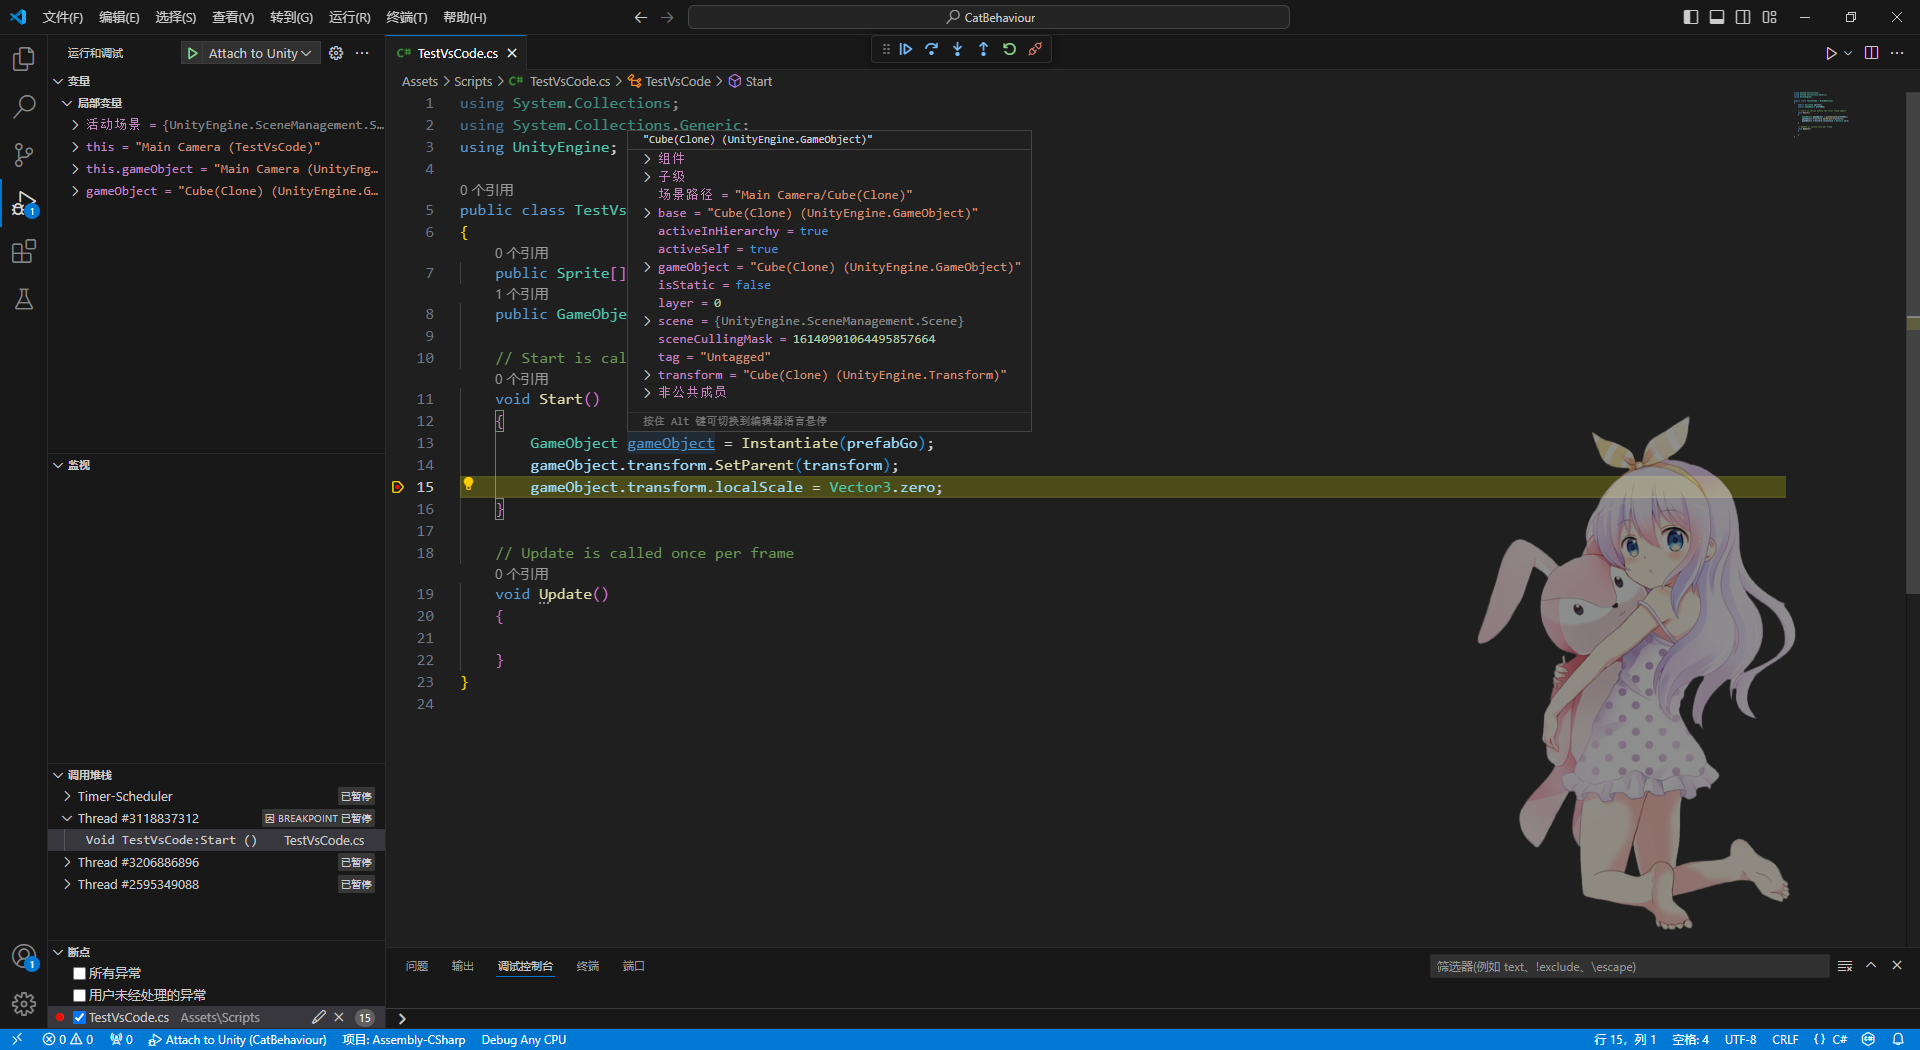 文件(F) 编辑(E) 选择(S) 查看(V) 转到(G) 运行(R) 终端(T) 帮助(H)
CatBehaviour
运行和调试
Attach to Unity
变量
局部变量
活动场景 = {UnityEngine.SceneManagement.S...
this = "Main Camera (TestVsCode)"
this.gameObject = "Main Camera (UnityEng...
gameObject = "Cube(Clone) (UnityEngine.G...
监视
调用堆栈
Timer-Scheduler 已暂停
Thread #3118837312 因 BREAKPOINT 已暂停
Void TestVsCode:Start () TestVsCode.cs
Thread #3206886896 已暂停
Thread #2595349088 已暂停
断点
所有异常
用户未经处理的异常
TestVsCode.cs Assets\Scripts 15
C# TestVsCode.cs
Assets > Scripts > C# TestVsCode.cs > TestVsCode > Start
1 using System.Collections;
2 using System.Collections.Generic;
3 using UnityEngine;
4
0 个引用
5 public class TestVs
6 {
0 个引用
7 public Sprite[]
1 个引用
8 public GameObje
9
10 // Start is cal
0 个引用
11 void Start()
12 {
13 GameObject gameObject = Instantiate(prefabGo);
14 gameObject.transform.SetParent(transform);
15 gameObject.transform.localScale = Vector3.zero;
16 }
17
18 // Update is called once per frame
0 个引用
19 void Update()
20 {
21
22 }
23 }
24
"Cube(Clone) (UnityEngine.GameObject)"
组件
子级
场景路径 = "Main Camera/Cube(Clone)"
base = "Cube(Clone) (UnityEngine.GameObject)"
activeInHierarchy = true
activeSelf = true
gameObject = "Cube(Clone) (UnityEngine.GameObject)"
isStatic = false
layer = 0
scene = {UnityEngine.SceneManagement.Scene}
sceneCullingMask = 16140901064495857664
tag = "Untagged"
transform = "Cube(Clone) (UnityEngine.Transform)"
非公共成员
按住 Alt 键可切换到编辑器语言悬停
问题 输出 调试控制台 终端 端口
筛选器(例如 text、!exclude、\escape)
1
1
0 0 0 Attach to Unity (CatBehaviour) 项目: Assembly-CSharp Debug Any CPU
行 15，列 1 空格: 4 UTF-8 CRLF {} C#